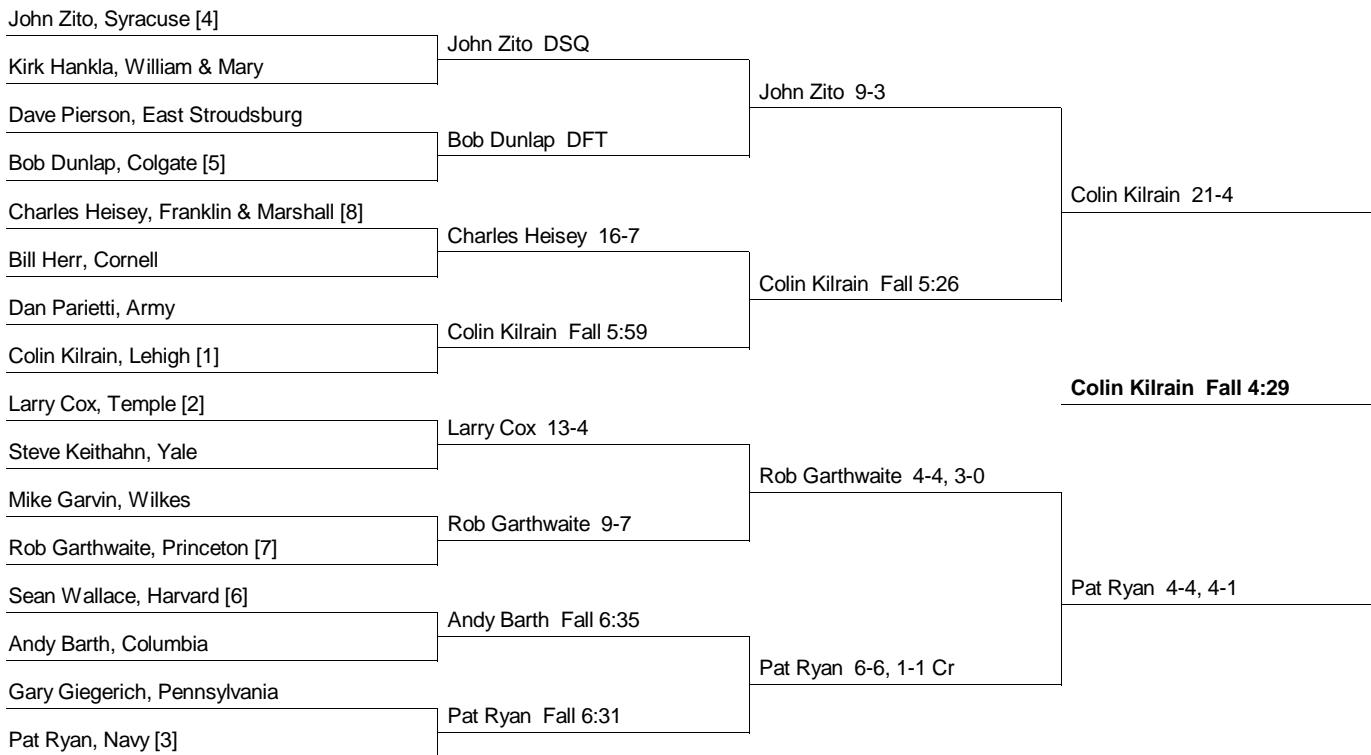 John Zito, Syracuse [4]
Kirk Hankla, William & Mary
Dave Pierson, East Stroudsburg
Bob Dunlap, Colgate [5]
Charles Heisey, Franklin & Marshall [8]
Bill Herr, Cornell
Dan Parietti, Army
Colin Kilrain, Lehigh [1]
Larry Cox, Temple [2]
Steve Keithahn, Yale
Mike Garvin, Wilkes
Rob Garthwaite, Princeton [7]
Sean Wallace, Harvard [6]
Andy Barth, Columbia
Gary Giegerich, Pennsylvania
Pat Ryan, Navy [3]
John Zito DSQ
Bob Dunlap DFT
Charles Heisey 16-7
Colin Kilrain Fall 5:59
Larry Cox 13-4
Rob Garthwaite 9-7
Andy Barth Fall 6:35
Pat Ryan Fall 6:31
John Zito 9-3
Colin Kilrain Fall 5:26
Rob Garthwaite 4-4, 3-0
Pat Ryan 6-6, 1-1 Cr
Colin Kilrain 21-4
Pat Ryan 4-4, 4-1
Colin Kilrain Fall 4:29